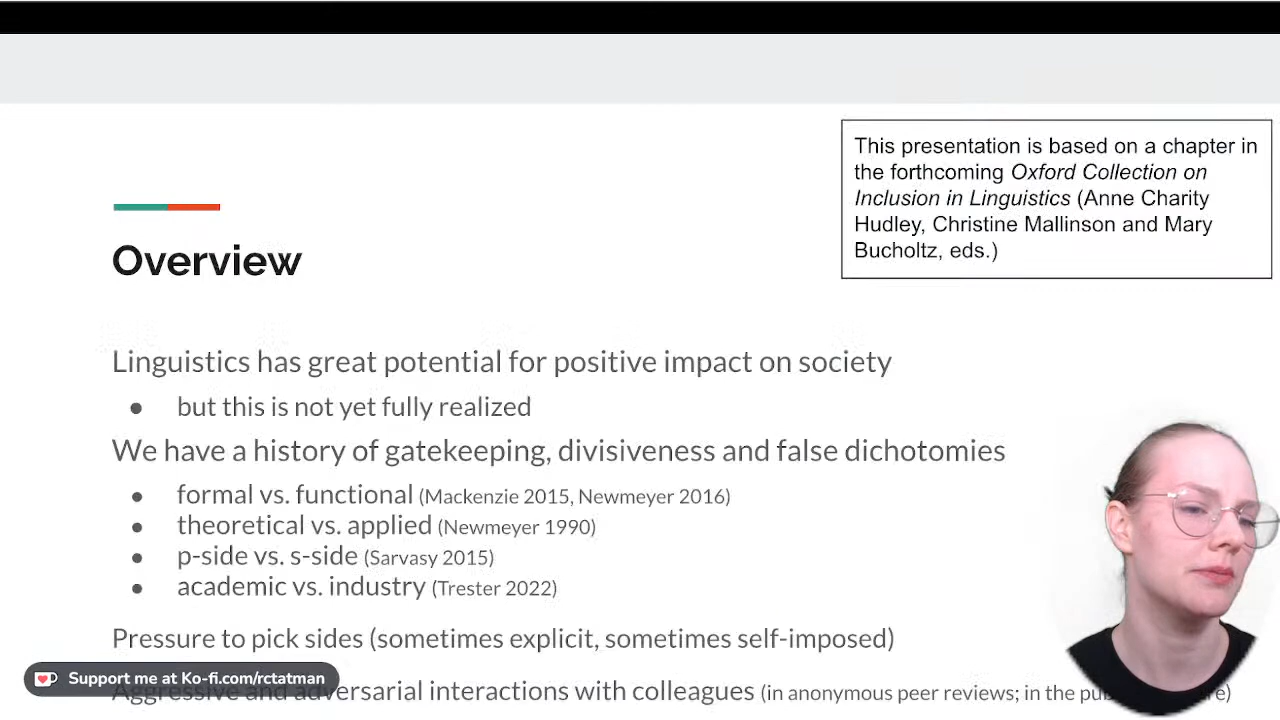 This presentation is based on a chapter in
the forthcoming Oxford Collection on
Inclusion in Linguistics (Anne Charity
Hudley, Christine Mallinson and Mary
Bucholtz, eds.)
Overview
Linguistics has great potential for positive impact on society
● but this is not yet fully realized
We have a history of gatekeeping, divisiveness and false dichotomies
● formal vs. functional (Mackenzie 2015, Newmeyer 2016)
● theoretical vs. applied (Newmeyer 1990)
● p-side vs. s-side (Sarvasy 2015)
● academic vs. industry (Trester 2022)
Pressure to pick sides (sometimes explicit, sometimes self-imposed)
Support me at Ko-fi.com/rctatman
Aggressive and adversarial interactions with colleagues (in anonymous peer reviews; in the